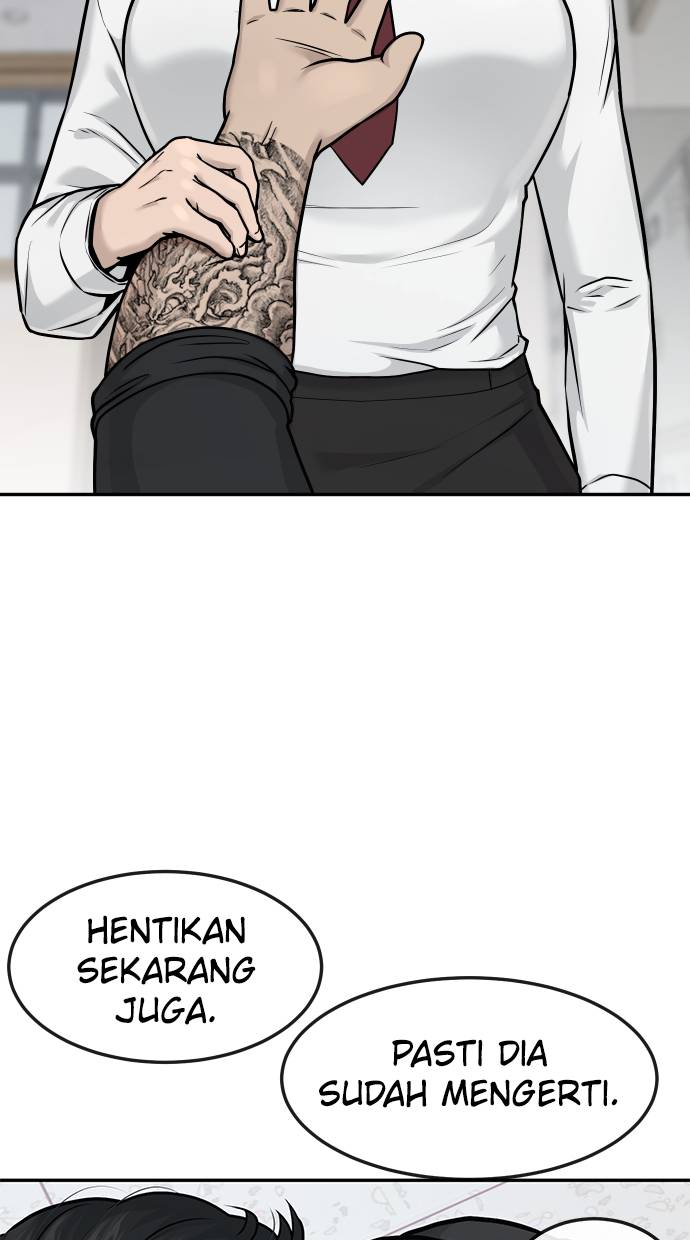 HENTIKAN
SEKARANG
JUGA.
PASTI DIA
SUDAH MENGERTI.